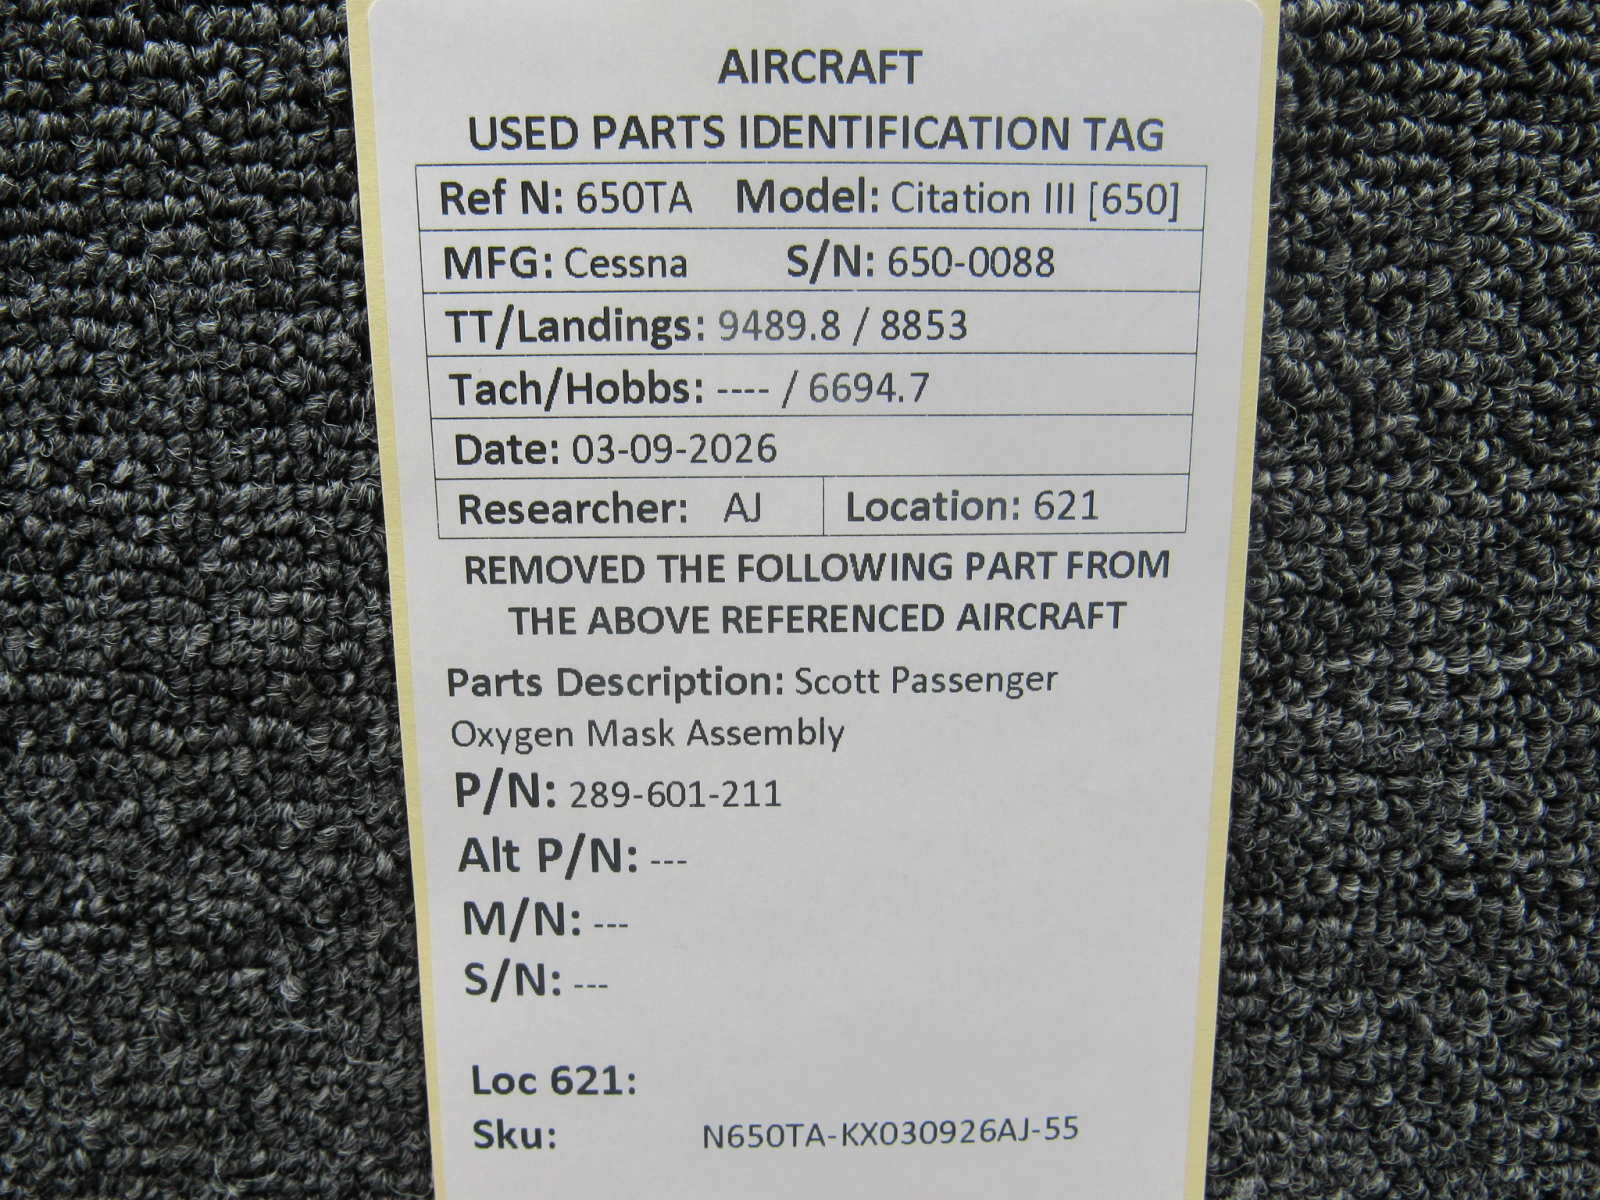 AIRCRAFT
USED PARTS IDENTIFICATION TAG
Ref N: 650TA Model: Citation III [650]
MFG: Cessna S/N: 650-0088
TT/Landings: 9489.8 / 8853
Tach/Hobbs: ---- / 6694.7
Date: 03-09-2026
Researcher: AJ Location: 621
REMOVED THE FOLLOWING PART FROM
THE ABOVE REFERENCED AIRCRAFT
Parts Description: Scott Passenger
Oxygen Mask Assembly
P/N: 289-601-211
Alt P/N: ---
M/N: ---
S/N: ---
Loc 621:
Sku: N650TA-KX030926AJ-55